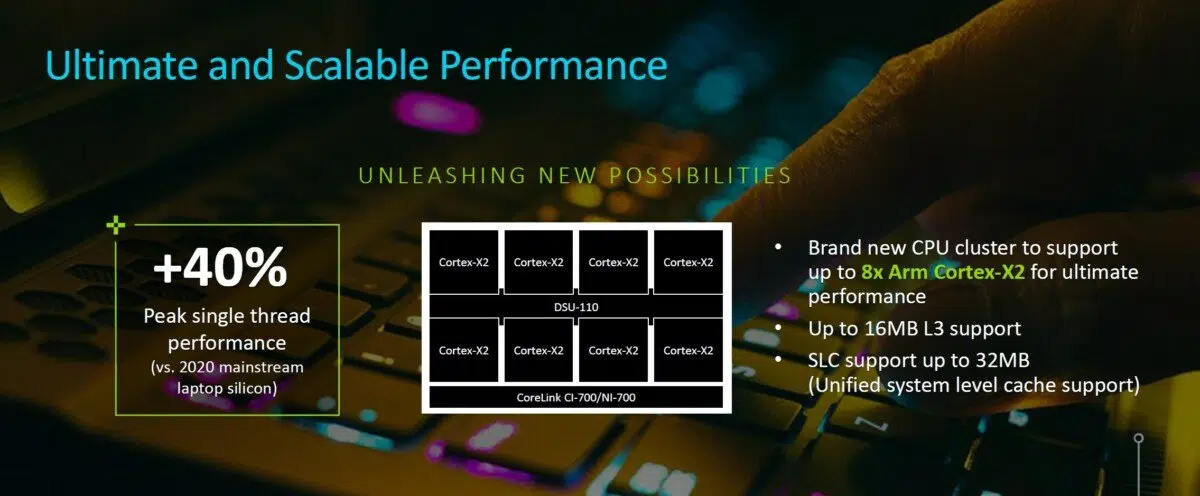 Ultimate and Scalable Performance
UNLEASHING NEW POSSIBILITIES
+40%
Peak single thread
performance
(vs. 2020 mainstream
laptop silicon)
Cortex-X2 Cortex-X2 Cortex-X2 Cortex-X2
DSU-110
Cortex-X2 Cortex-X2 Cortex-X2 Cortex-X2
CoreLink CI-700/NI-700
• Brand new CPU cluster to support
up to 8x Arm Cortex-X2 for ultimate
performance
• Up to 16MB L3 support
• SLC support up to 32MB
(Unified system level cache support)